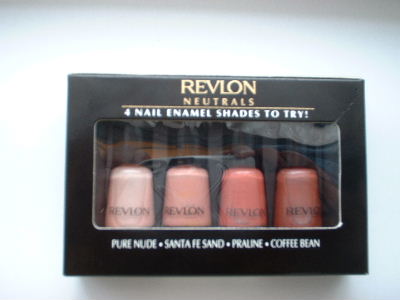 REVLON
NEUTRALS
4 NAIL ENAMEL SHADES TO TRY!
REVLON REVLON REVLON REVLON
PURE NUDE • SANTA FE SAND • PRALINE • COFFEE BEAN